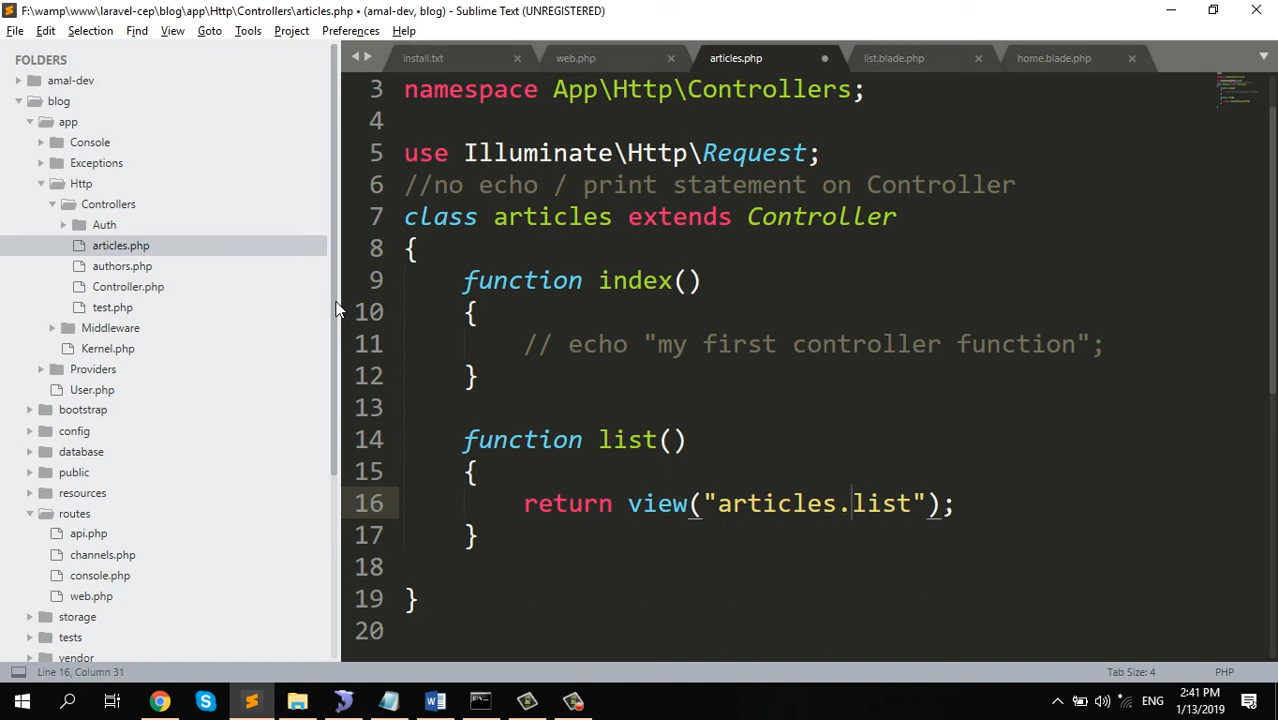 F:\wamp\www\laravel-cep\blog\app\Http\Controllers\articles.php • (amal-dev, blog) - Sublime Text (UNREGISTERED)
File Edit Selection Find View Goto Tools Project Preferences Help
FOLDERS
amal-dev
blog
app
Console
Exceptions
Http
Controllers
Auth
articles.php
authors.php
Controller.php
test.php
Middleware
Kernel.php
Providers
User.php
bootstrap
config
database
public
resources
routes
api.php
channels.php
console.php
web.php
storage
tests
vendor
install.txt web.php articles.php list.blade.php home.blade.php
3 namespace App\Http\Controllers;
4
5 use Illuminate\Http\Request;
6 //no echo / print statement on Controller
7 class articles extends Controller
8 {
9 function index()
10 {
11 // echo "my first controller function";
12 }
13
14 function list()
15 {
16 return view("articles.list");
17 }
18
19 }
20
Line 16, Column 31 Tab Size: 4 PHP
ENG 2:41 PM
1/13/2019